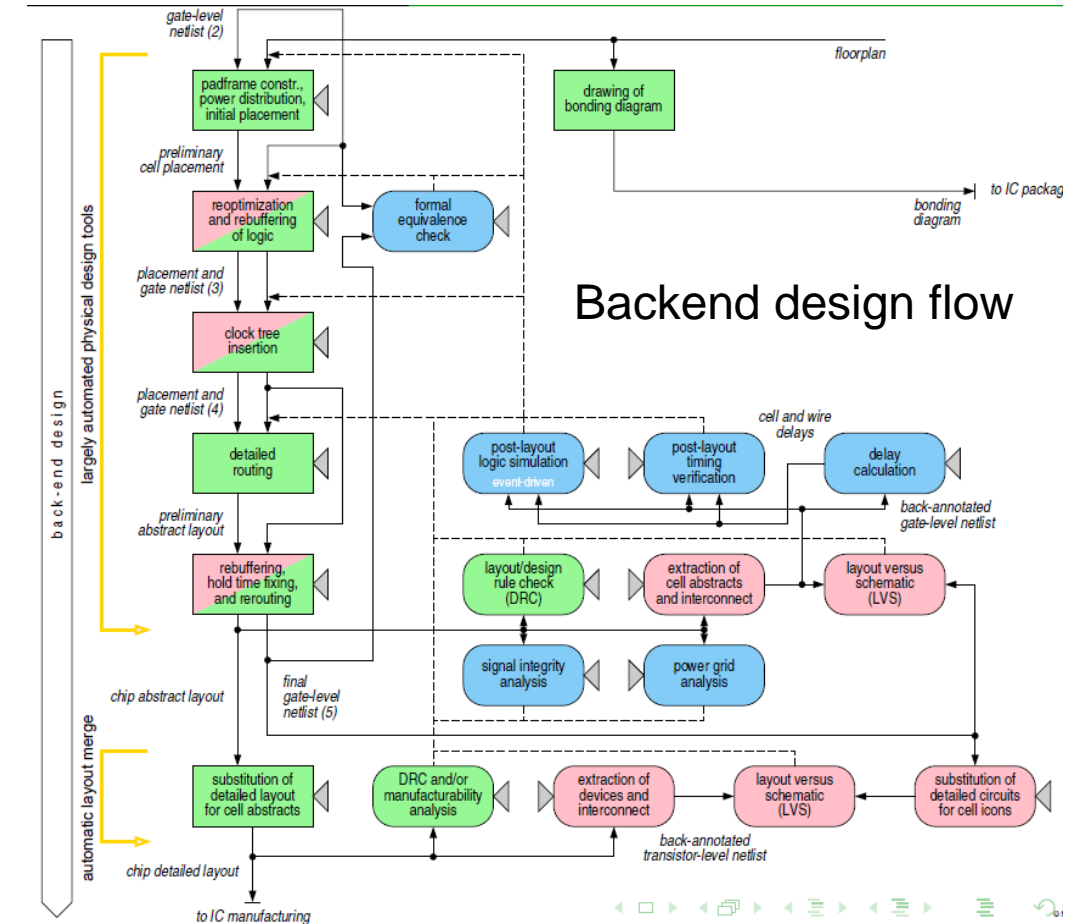 gate-level
netlist (2)
floorplan
padframe constr.,
power distribution,
initial placement
drawing of
bonding diagram
preliminary
cell placement
to IC packag
bonding
diagram
reoptimization
and rebuffering
of logic
formal
equivalence
check
placement and
gate netlist (3)
Backend design flow
clock tree
insertion
placement and
gate netlist (4)
cell and wire
delays
detailed
routing
post-layout
logic simulation
event-driven
post-layout
timing
verification
delay
calculation
back-annotated
gate-level netlist
preliminary
abstract layout
rebuffering,
hold time fixing,
and rerouting
layout/design
rule check
(DRC)
extraction of
cell abstracts
and interconnect
layout versus
schematic
(LVS)
signal integrity
analysis
power grid
analysis
chip abstract layout
final
gate-level
netlist (5)
substitution of
detailed layout
for cell abstracts
DRC and/or
manufacturability
analysis
extraction of
devices and
interconnect
layout versus
schematic
(LVS)
substitution of
detailed circuits
for cell icons
back-annotated
transistor-level netlist
chip detailed layout
to IC manufacturing
back-end design
largely automated physical design tools
automatic layout merge